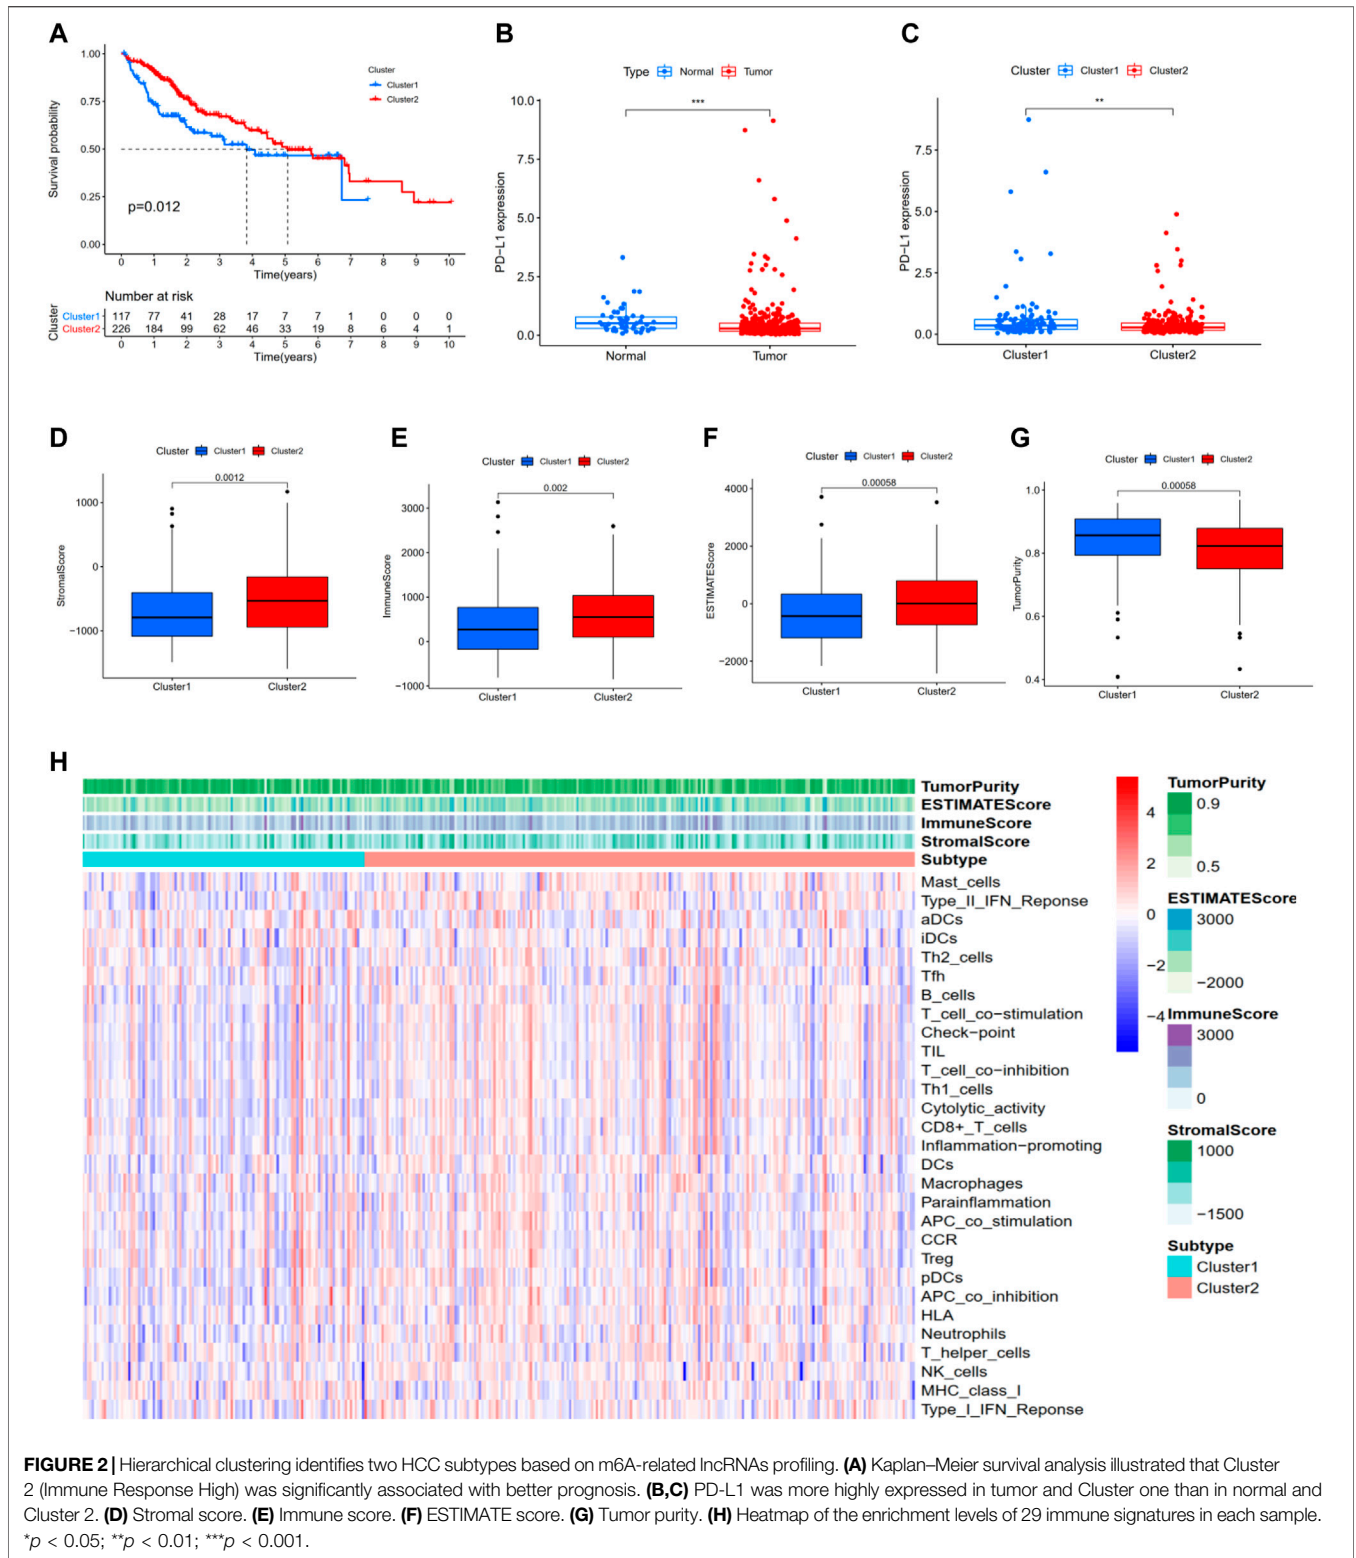 A
Cluster
Cluster1
Cluster2
Survival probability
1.00
0.75
0.50
0.25
0.00
p=0.012
0 1 2 3 4 5 6 7 8 9 10
Time(years)
Number at risk
Cluster
Cluster1 117 77 41 28 17 7 7 1 0 0 0
Cluster2 226 184 99 62 46 33 19 8 6 4 1
0 1 2 3 4 5 6 7 8 9 10
Time(years)
B
Type Normal Tumor
***
PD-L1 expression
10.0
7.5
5.0
2.5
0.0
Normal Tumor
C
Cluster Cluster1 Cluster2
**
PD-L1 expression
7.5
5.0
2.5
0.0
Cluster1 Cluster2
D
Cluster Cluster1 Cluster2
0.0012
StromalScore
1000
0
−1000
Cluster1 Cluster2
E
Cluster Cluster1 Cluster2
0.002
ImmuneScore
3000
2000
1000
0
−1000
Cluster1 Cluster2
F
Cluster Cluster1 Cluster2
0.00058
ESTIMATEScore
4000
2000
0
−2000
Cluster1 Cluster2
G
Cluster Cluster1 Cluster2
0.00058
TumorPurity
1.0
0.8
0.6
0.4
Cluster1 Cluster2
H
TumorPurity
ESTIMATEScore
ImmuneScore
StromalScore
Subtype
Mast_cells
Type_II_IFN_Reponse
aDCs
iDCs
Th2_cells
Tfh
B_cells
T_cell_co−stimulation
Check−point
TIL
T_cell_co−inhibition
Th1_cells
Cytolytic_activity
CD8+_T_cells
Inflammation−promoting
DCs
Macrophages
Parainflammation
APC_co_stimulation
CCR
Treg
pDCs
APC_co_inhibition
HLA
Neutrophils
T_helper_cells
NK_cells
MHC_class_I
Type_I_IFN_Reponse
4
2
0
−2
−4
TumorPurity
0.9
0.5
ESTIMATEScore
3000
−2000
ImmuneScore
3000
0
StromalScore
1000
−1500
Subtype
Cluster1
Cluster2
FIGURE 2 | Hierarchical clustering identifies two HCC subtypes based on m6A-related lncRNAs profiling. (A) Kaplan–Meier survival analysis illustrated that Cluster
2 (Immune Response High) was significantly associated with better prognosis. (B,C) PD-L1 was more highly expressed in tumor and Cluster one than in normal and
Cluster 2. (D) Stromal score. (E) Immune score. (F) ESTIMATE score. (G) Tumor purity. (H) Heatmap of the enrichment levels of 29 immune signatures in each sample.
*p < 0.05; **p < 0.01; ***p < 0.001.